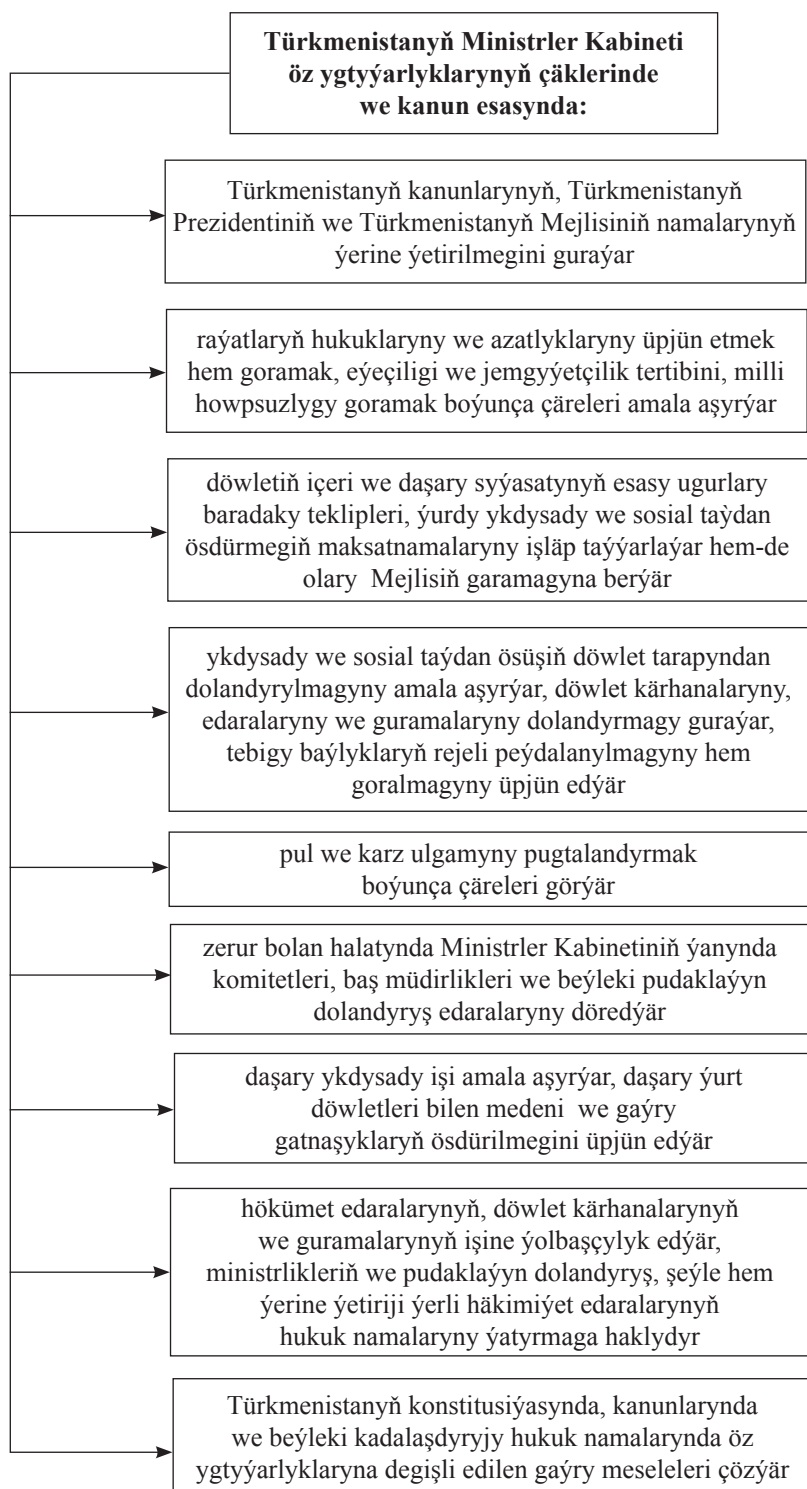 Türkmenistanyň Ministrler Kabineti
öz ygtyýarlyklarynyň çäklerinde
we kanun esasynda:
Türkmenistanyň kanunlarynyň, Türkmenistanyň
Prezidentiniň we Türkmenistanyň Mejlisiniň namalarynyň
ýerine ýetirilmegini guraýar
raýatlaryň hukuklaryny we azatlyklaryny üpjün etmek
hem goramak, eýeçiligi we jemgyýetçilik tertibini, milli
howpsuzlygy goramak boýunça çäreleri amala aşyrýar
döwletiň içeri we daşary syýasatynyň esasy ugurlary
baradaky teklipleri, ýurdy ykdysady we sosial taỳdan
ösdürmegiň maksatnamalaryny işläp taýýarlaýar hem-de
olary Mejlisiň garamagyna berýär
ykdysady we sosial taýdan ösüşiň döwlet tarapyndan
dolandyrylmagyny amala aşyrýar, döwlet kärhanalaryny,
edaralaryny we guramalaryny dolandyrmagy guraýar,
tebigy baýlyklaryň rejeli peýdalanylmagyny hem
goralmagyny üpjün edýär
pul we karz ulgamyny pugtalandyrmak
boýunça çäreleri görýär
zerur bolan halatynda Ministrler Kabinetiniň ýanynda
komitetleri, baş müdirlikleri we beýleki pudaklaýyn
dolandyryş edaralaryny döredýär
daşary ykdysady işi amala aşyrýar, daşary ýurt
döwletleri bilen medeni we gaýry
gatnaşyklaryň ösdürilmegini üpjün edýär
hökümet edaralarynyň, döwlet kärhanalarynyň
we guramalarynyň işine ýolbaşçylyk edýär,
ministrlikleriň we pudaklaýyn dolandyryş, şeýle hem
ýerine ýetiriji ýerli häkimiýet edaralarynyň
hukuk namalaryny ýatyrmaga haklydyr
Türkmenistanyň konstitusiýasynda, kanunlarynda
we beýleki kadalaşdyryjy hukuk namalarynda öz
ygtyýarlyklaryna degişli edilen gaýry meseleleri çözýär